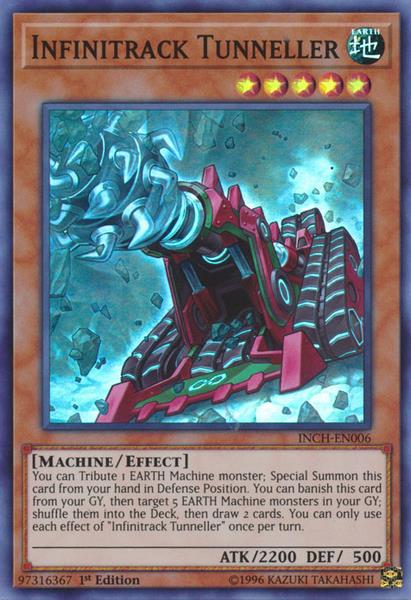 INFINITRACK TUNNELLER
EARTH
地
INCH-EN006
[MACHINE/EFFECT]
You can Tribute 1 EARTH Machine monster; Special Summon this
card from your hand in Defense Position. You can banish this card
from your GY, then target 5 EARTH Machine monsters in your GY;
shuffle them into the Deck, then draw 2 cards. You can only use
each effect of "Infinitrack Tunneller" once per turn.
ATK/2200 DEF/ 500
97316367 1st Edition ©1996 KAZUKI TAKAHASHI